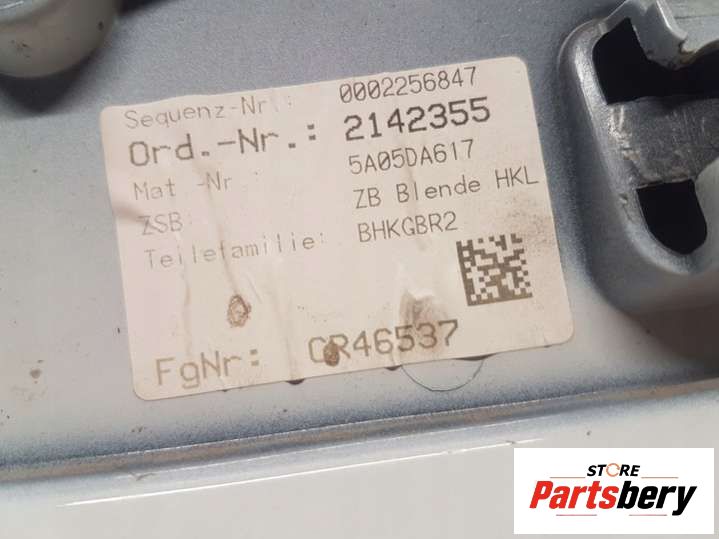 Sequenz-Nr.: 0002256847
Ord.-Nr.: 2142355
Mat -Nr : 5A05DA617
ZSB: ZB Blende HKL
Teilefamilie: BHKGBR2
FgNr: CR46537
STORE
Partsbery